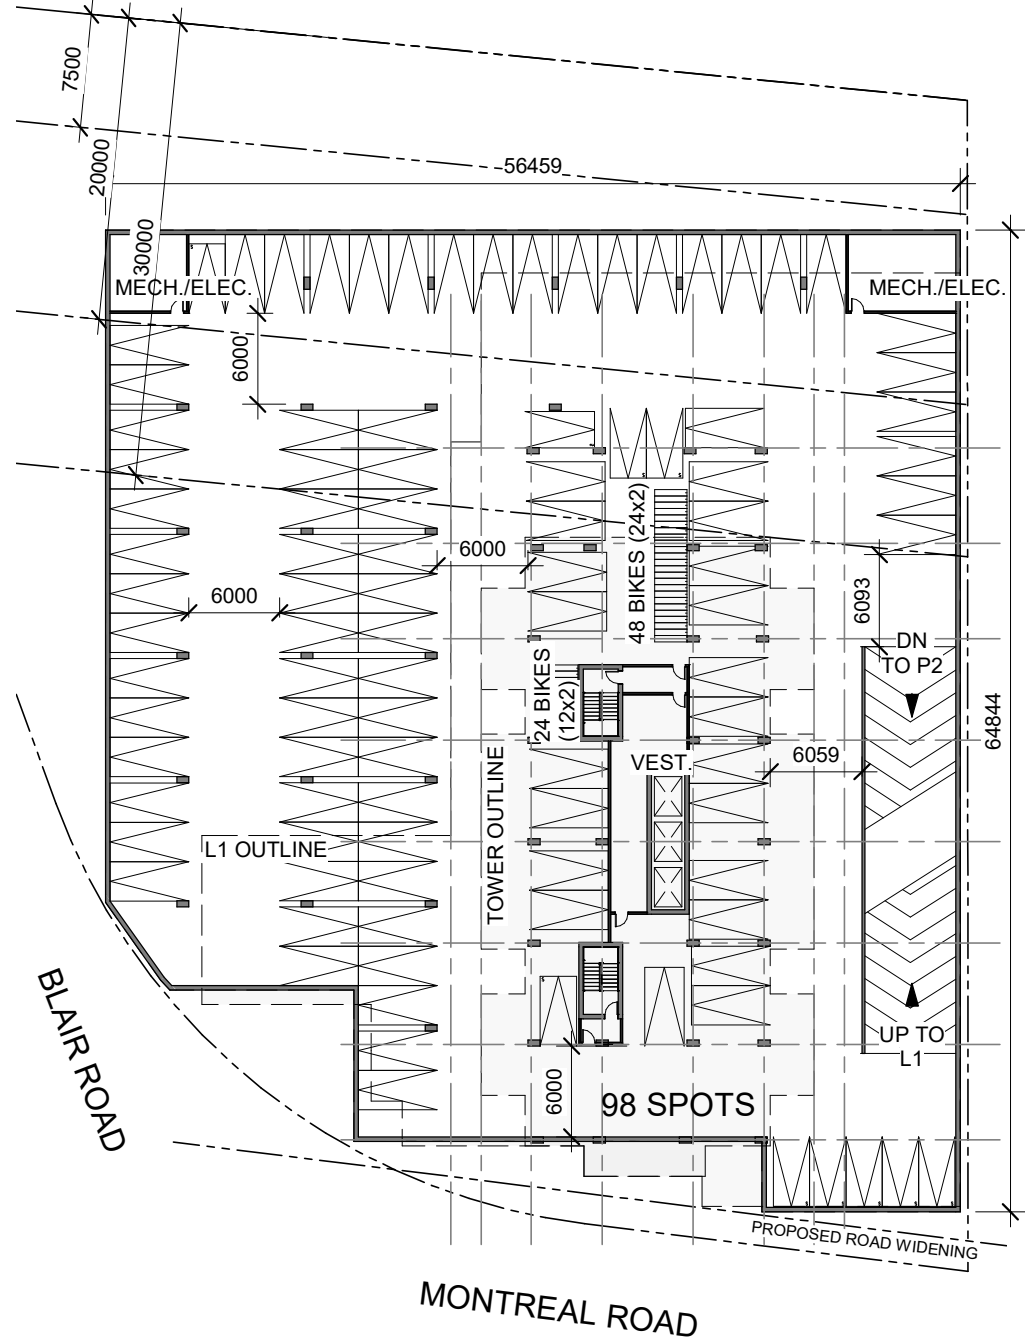 7500
20000
30000
56459
MECH./ELEC.
MECH./ELEC.
6000
48 BIKES (24x2)
6000
6000
6093
DN
TO P2
24 BIKES
(12x2)
64844
VEST.
6059
TOWER OUTLINE
L1 OUTLINE
BLAIR ROAD
UP TO
L1
6000
98 SPOTS
PROPOSED ROAD WIDENING
MONTREAL ROAD